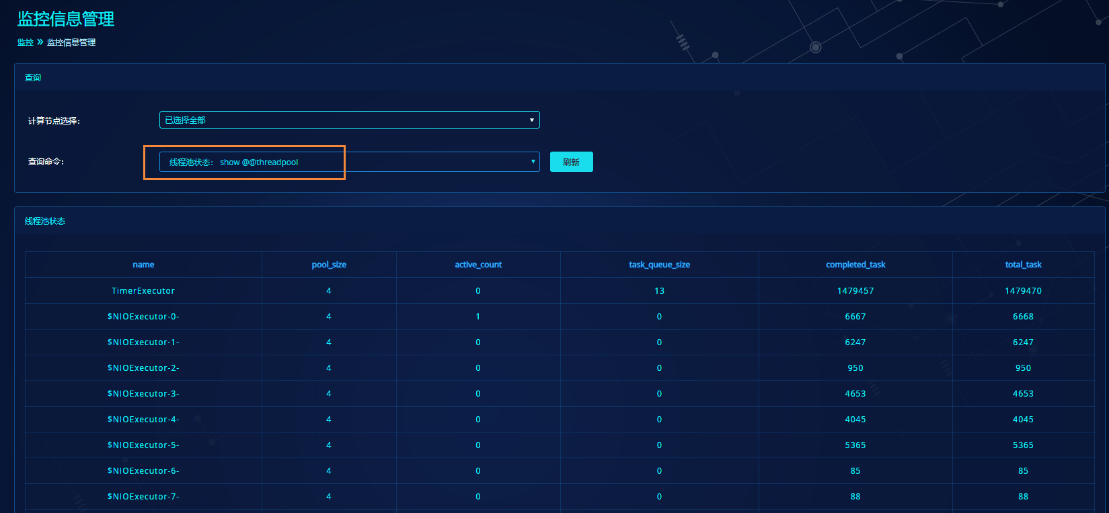 监控信息管理
监控 » 监控信息管理
查询
计算节点选择： 已选择全部
查询命令： 线程池状态： show @@threadpool 刷新
线程池状态
name pool_size active_count task_queue_size completed_task total_task
TimerExecutor 4 0 13 1479457 1479470
$NIOExecutor-0- 4 1 0 6667 6668
$NIOExecutor-1- 4 0 0 6247 6247
$NIOExecutor-2- 4 0 0 950 950
$NIOExecutor-3- 4 0 0 4653 4653
$NIOExecutor-4- 4 0 0 4045 4045
$NIOExecutor-5- 4 0 0 5365 5365
$NIOExecutor-6- 4 0 0 85 85
$NIOExecutor-7- 4 0 0 88 88